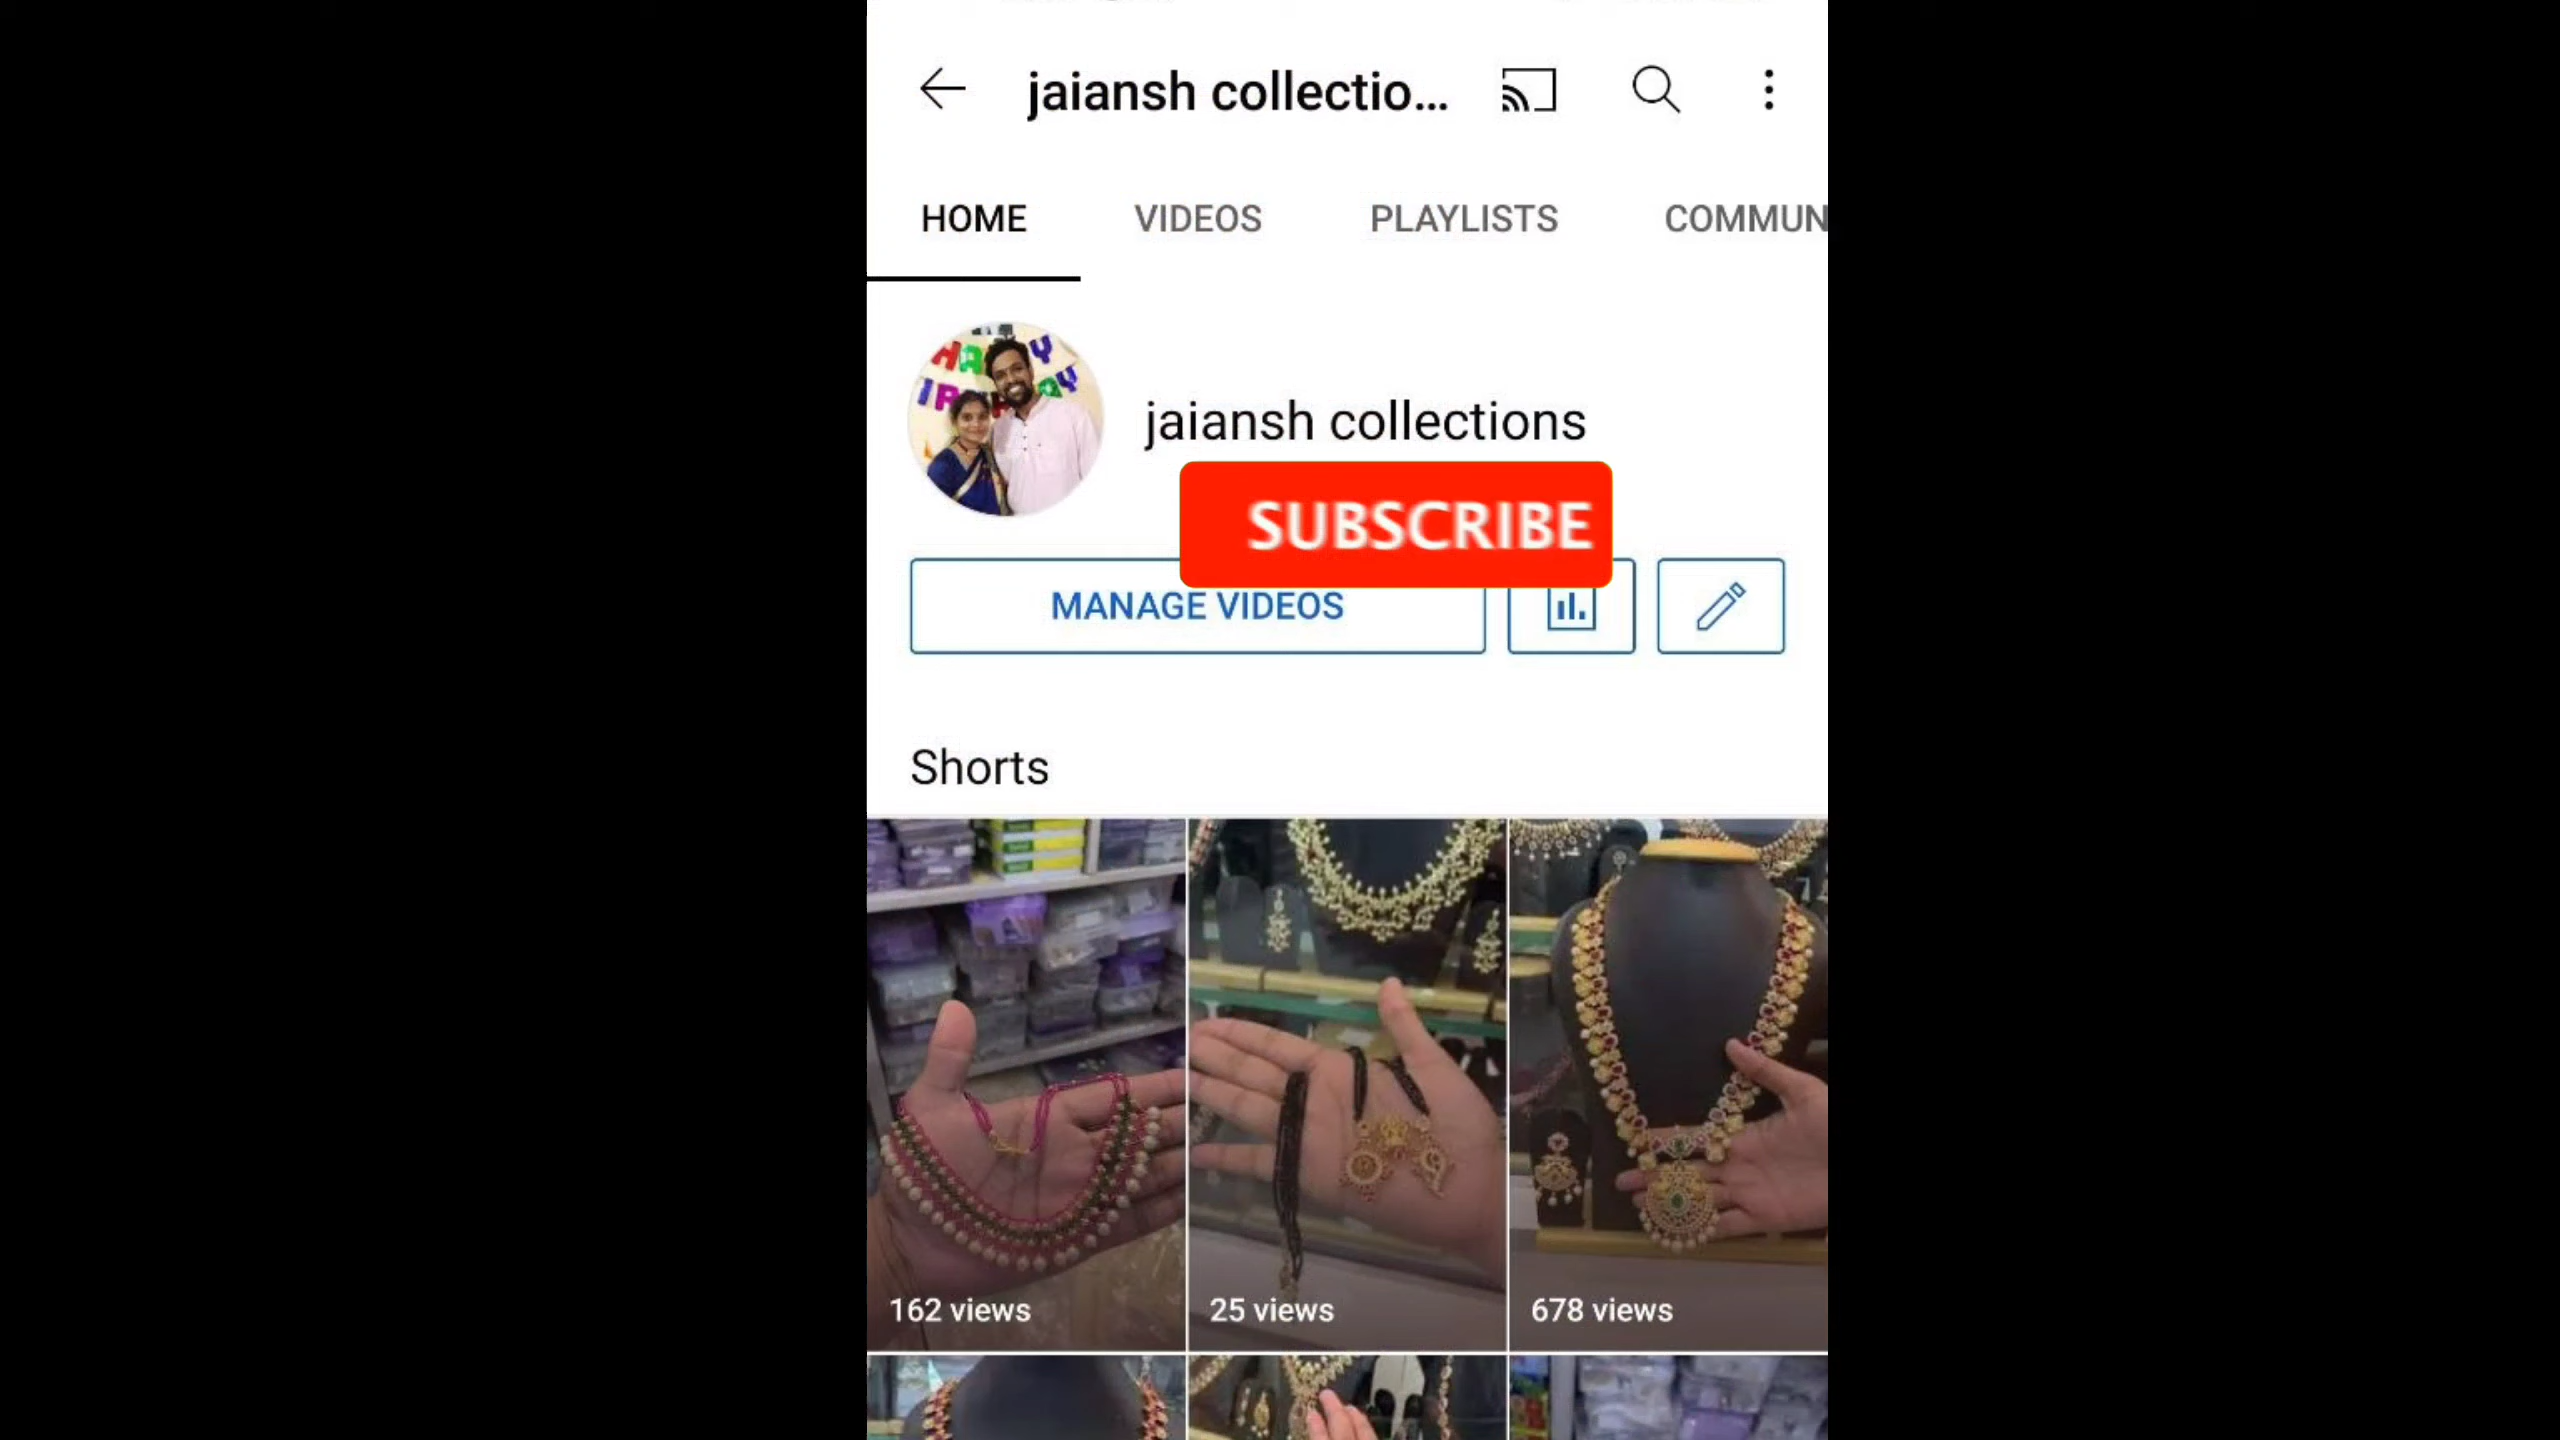 jaiansh collectio...
HOME VIDEOS PLAYLISTS COMMUN
jaiansh collections
SUBSCRIBE
MANAGE VIDEOS
Shorts
162 views 25 views 678 views